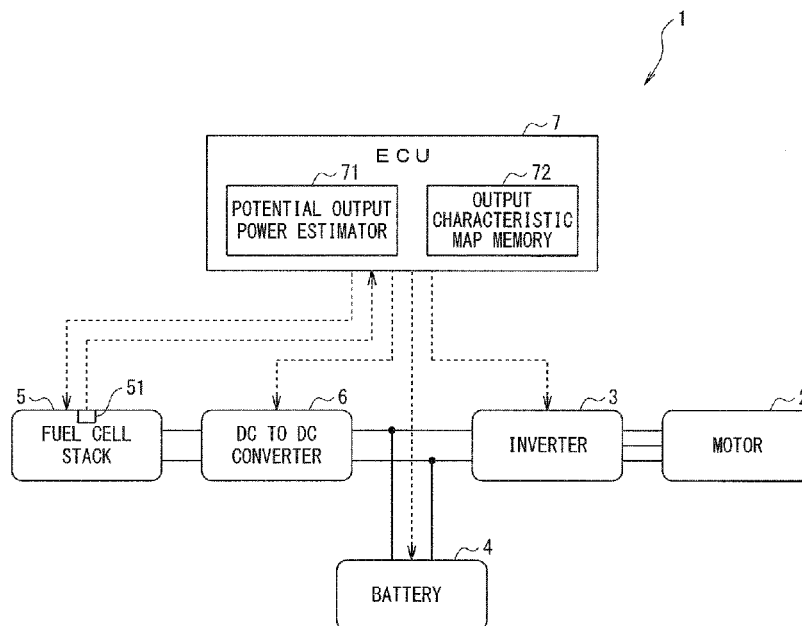 1
7
ECU
71
72
POTENTIAL OUTPUT
POWER ESTIMATOR
OUTPUT
CHARACTERISTIC
MAP MEMORY
5
51
6
3
2
FUEL CELL
STACK
DC TO DC
CONVERTER
INVERTER
MOTOR
4
BATTERY